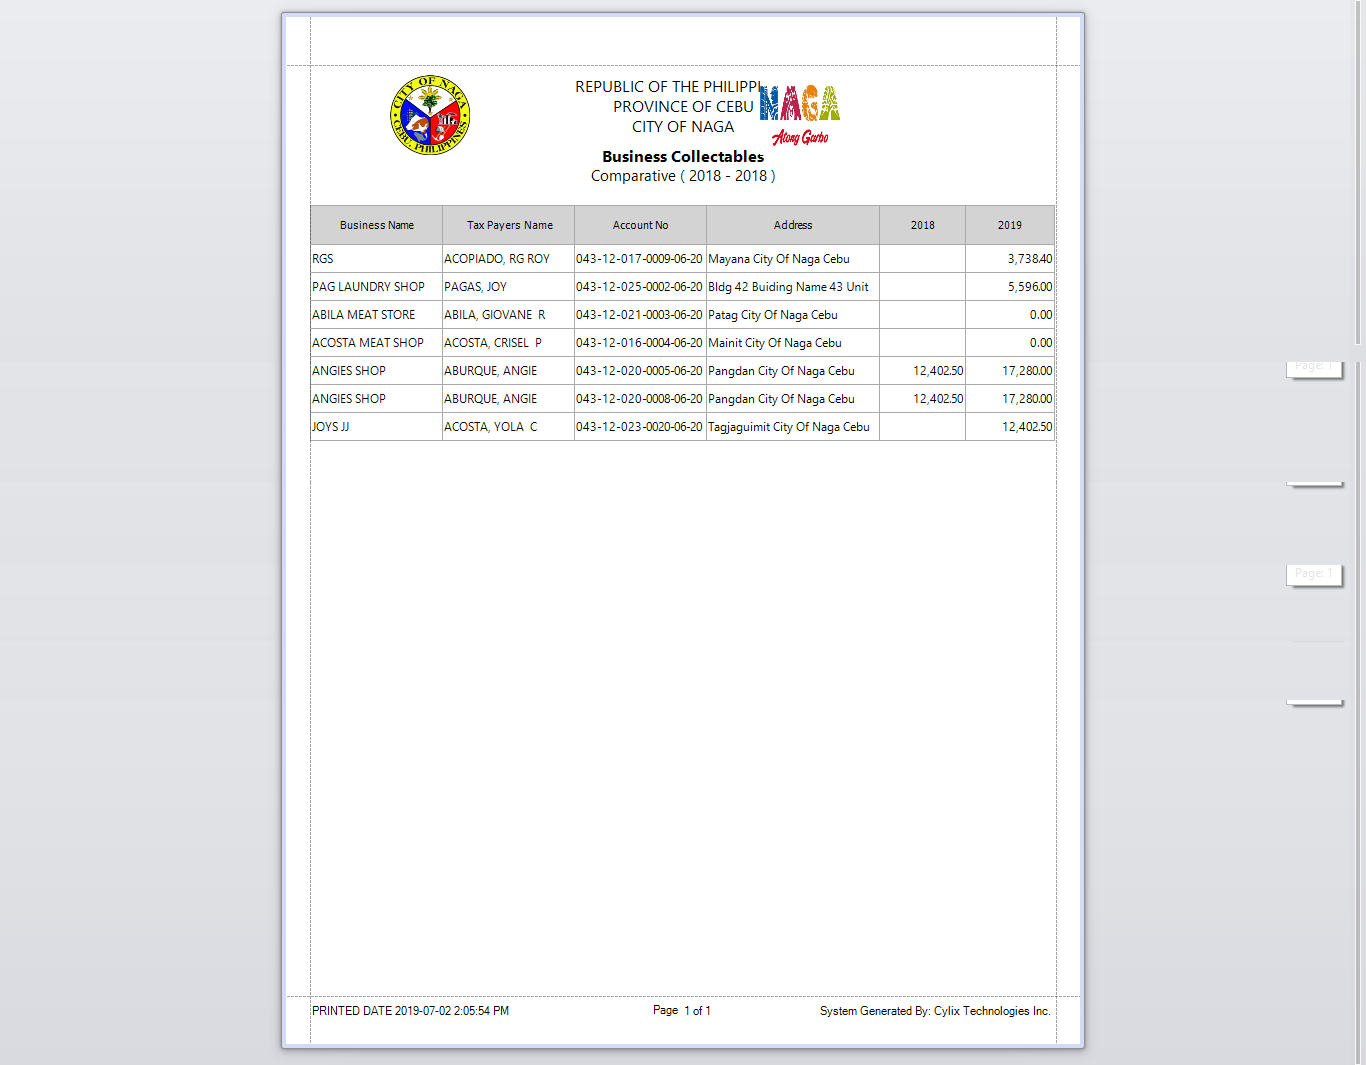 CITY OF NAGA
CEBU, PHILIPPINES
REPUBLIC OF THE PHILIPPI
PROVINCE OF CEBU
CITY OF NAGA
NAGA
Atong Garbo
Business Collectables
Comparative ( 2018 - 2018 )
Business Name Tax Payers Name Account No Address 2018 2019
RGS ACOPIADO, RG ROY 043-12-017-0009-06-20 Mayana City Of Naga Cebu 3,738.40
PAG LAUNDRY SHOP PAGAS, JOY 043-12-025-0002-06-20 Bldg 42 Buiding Name 43 Unit 5,596.00
ABILA MEAT STORE ABILA, GIOVANE R 043-12-021-0003-06-20 Patag City Of Naga Cebu 0.00
ACOSTA MEAT SHOP ACOSTA, CRISEL P 043-12-016-0004-06-20 Mainit City Of Naga Cebu 0.00
ANGIES SHOP ABURQUE, ANGIE 043-12-020-0005-06-20 Pangdan City Of Naga Cebu 12,402.50 17,280.00
ANGIES SHOP ABURQUE, ANGIE 043-12-020-0008-06-20 Pangdan City Of Naga Cebu 12,402.50 17,280.00
JOYS JJ ACOSTA, YOLA C 043-12-023-0020-06-20 Tagjaguimit City Of Naga Cebu 12,402.50
Page: 1
Page: 1
PRINTED DATE 2019-07-02 2:05:54 PM Page 1 of 1 System Generated By: Cylix Technologies Inc.